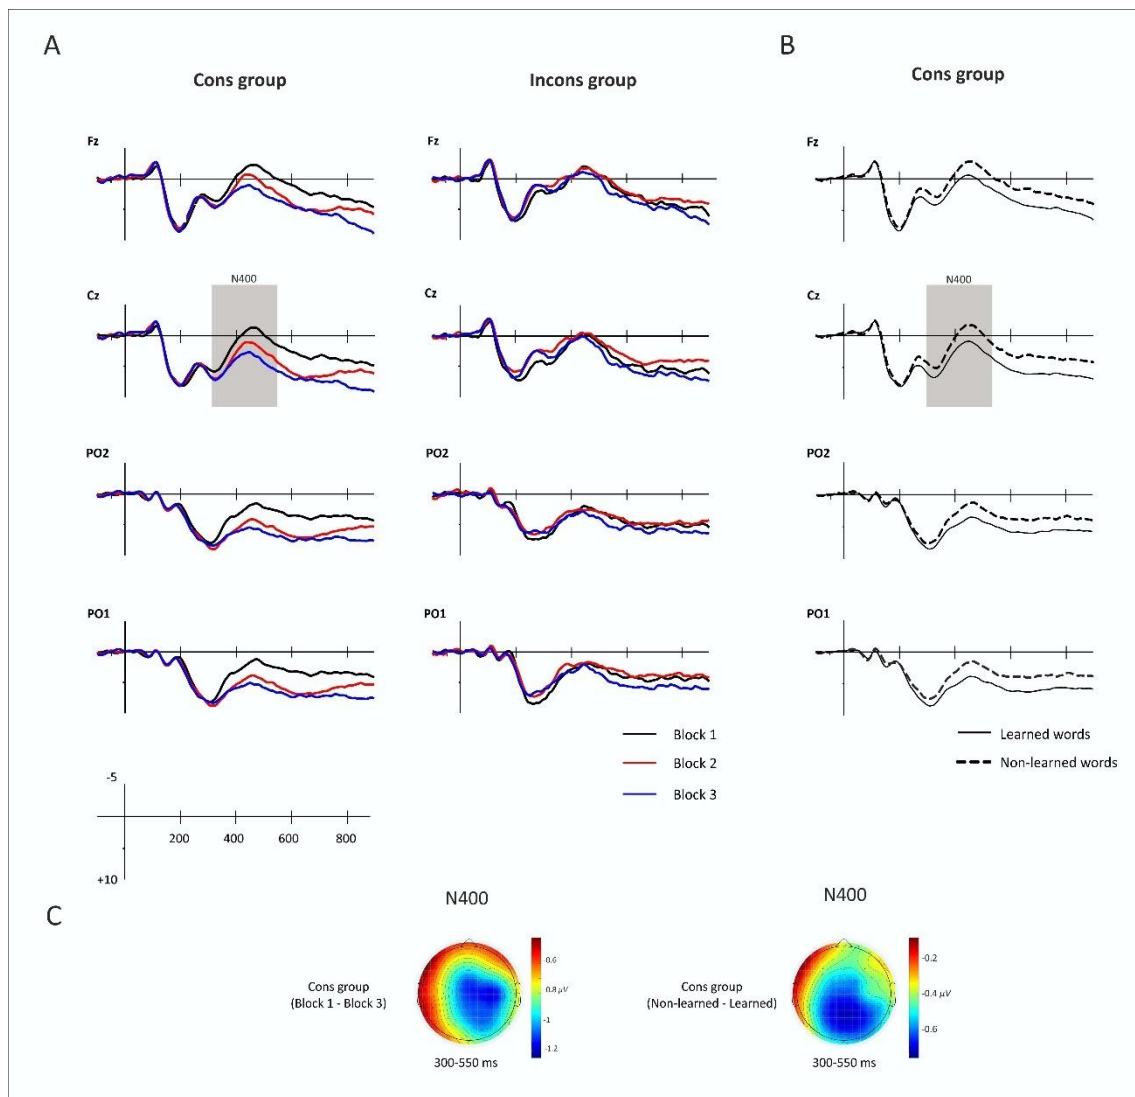 A
B
Cons group
Incons group
Cons group
Fz
Fz
Fz
N400
N400
Cz
Cz
Cz
PO2
PO2
PO2
PO1
PO1
PO1
Block 1
Block 2
Block 3
Learned words
Non-learned words
-5
200
400
600
800
+10
C
N400
N400
Cons group
(Block 1 - Block 3)
0.6
0.8 µV
-1
-1.2
300-550 ms
Cons group
(Non-learned - Learned)
-0.2
-0.4 µV
-0.6
300-550 ms